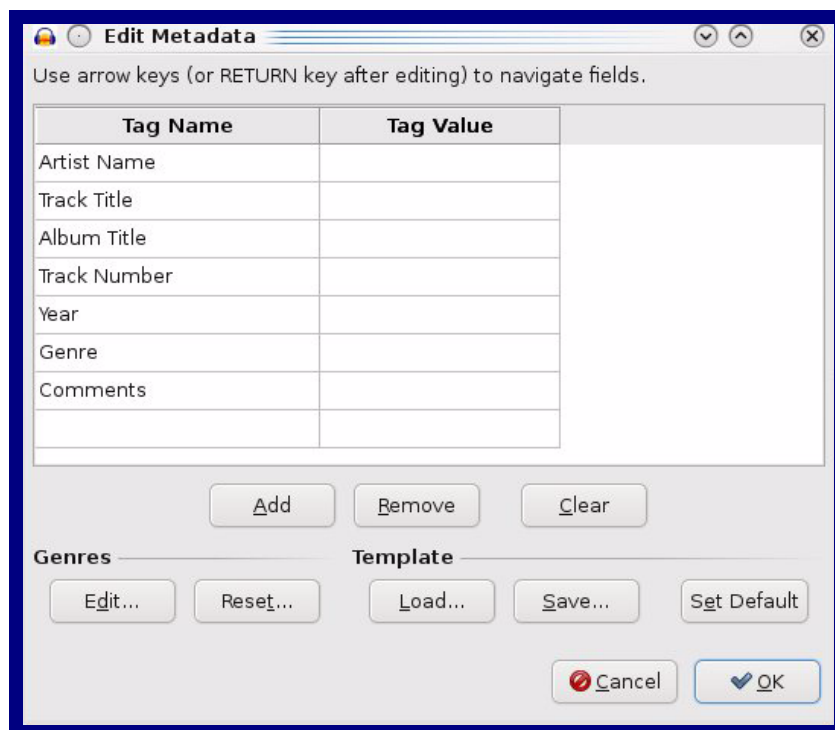 Edit Metadata
Use arrow keys (or RETURN key after editing) to navigate fields.
Tag Name Tag Value
Artist Name
Track Title
Album Title
Track Number
Year
Genre
Comments
Add Remove Clear
Genres Template
Edit... Reset... Load... Save... Set Default
Cancel OK